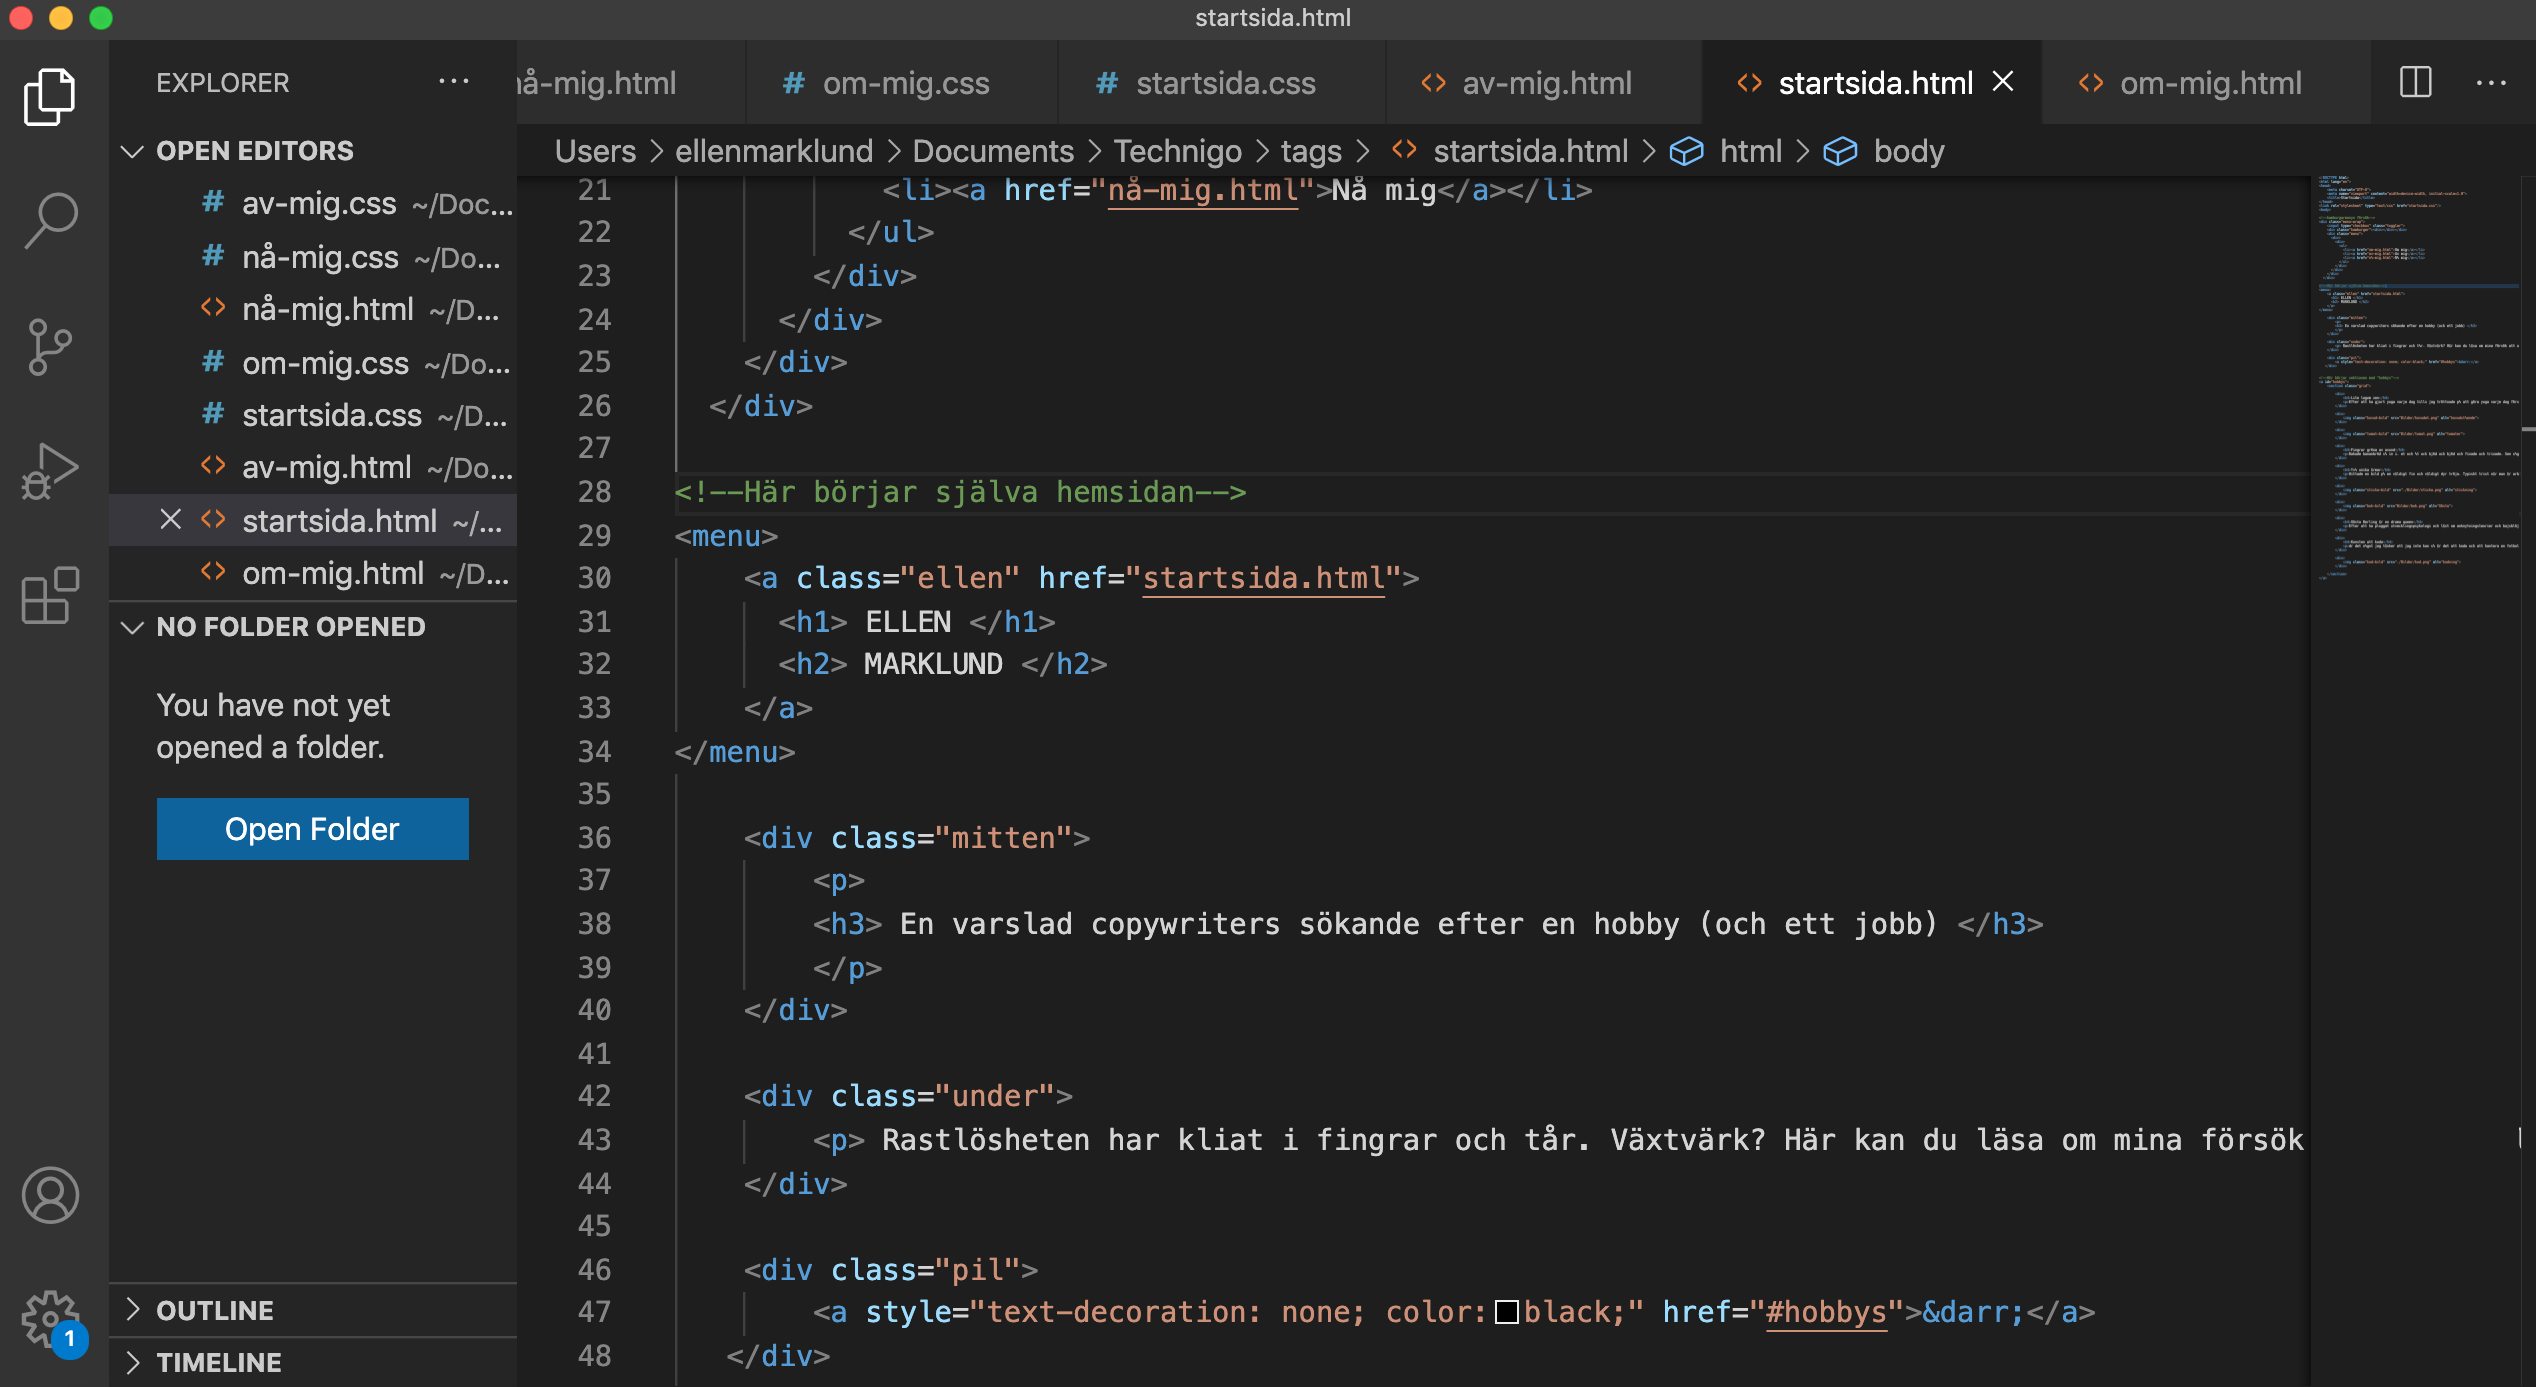 startsida.html
EXPLORER ···
OPEN EDITORS
# av-mig.css ~/Doc...
# nå-mig.css ~/Do...
<> nå-mig.html ~/D...
# om-mig.css ~/Do...
# startsida.css ~/D...
<> av-mig.html ~/Do...
<> startsida.html ~/...
<> om-mig.html ~/D...
NO FOLDER OPENED
You have not yet
opened a folder.
Open Folder
OUTLINE
TIMELINE
1
nå-mig.html # om-mig.css # startsida.css <> av-mig.html <> startsida.html <> om-mig.html ···
Users > ellenmarklund > Documents > Technigo > tags > <> startsida.html > html > body
21 <li><a href="nå-mig.html">Nå mig</a></li>
22 </ul>
23 </div>
24 </div>
25 </div>
26 </div>
27
28 <!--Här börjar själva hemsidan-->
29 <menu>
30 <a class="ellen" href="startsida.html">
31 <h1> ELLEN </h1>
32 <h2> MARKLUND </h2>
33 </a>
34 </menu>
35
36 <div class="mitten">
37 <p>
38 <h3> En varslad copywriters sökande efter en hobby (och ett jobb) </h3>
39 </p>
40 </div>
41
42 <div class="under">
43 <p> Rastlösheten har kliat i fingrar och tår. Växtvärk? Här kan du läsa om mina försök
44 </div>
45
46 <div class="pil">
47 <a style="text-decoration: none; color: black;" href="#hobbys">&darr;</a>
48 </div>